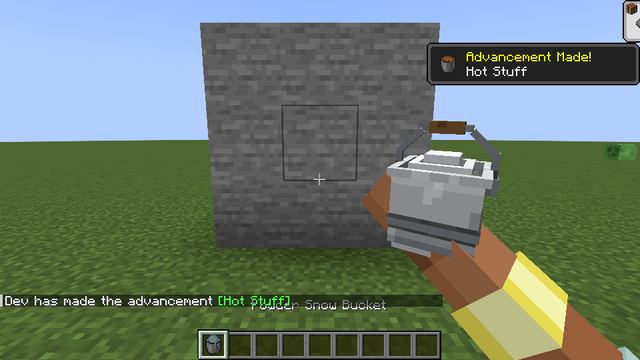 Advancement Made!
Hot Stuff
Dev has made the advancement [Hot Stuff]
Powder Snow Bucket